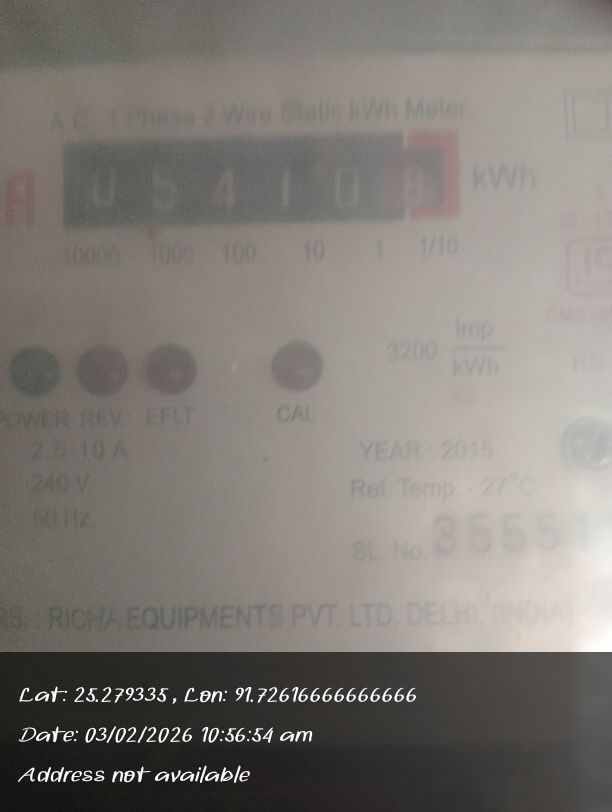 A.C. 1 Phase 2 Wire Static kWh Meter
0 5 4 1 0 8 kWh
10000 1000 100 10 1 1/10
3200 Imp
kWh
POWER REV. EFLT CAL
2.5-10 A YEAR : 2015
240 V. Ref. Temp. - 27°C
50 Hz. SL. No. 3555
RS. : RICHA EQUIPMENTS PVT. LTD. DELHI. (INDIA)
Lat: 25.279335 , Lon: 91.72616666666666
Date: 03/02/2026 10:56:54 am
Address not available